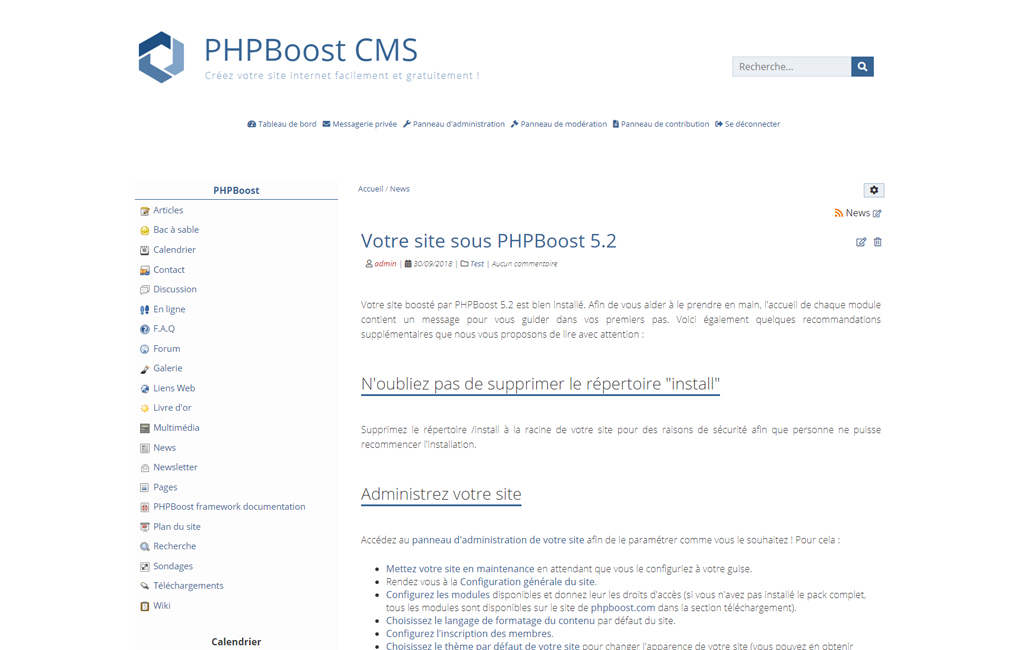 PHPBoost CMS
Créez votre site internet facilement et gratuitement !
Recherche...
Tableau de bord Messagerie privée Panneau d'administration Panneau de modération Panneau de contribution Se déconnecter
PHPBoost
Articles
Bac à sable
Calendrier
Contact
Discussion
En ligne
F.A.Q
Forum
Galerie
Liens Web
Livre d'or
Multimédia
News
Newsletter
Pages
PHPBoost framework documentation
Plan du site
Recherche
Sondages
Téléchargements
Wiki
Calendrier
Accueil / News
News
Votre site sous PHPBoost 5.2
admin | 30/09/2018 | Test | Aucun commentaire
Votre site boosté par PHPBoost 5.2 est bien installé. Afin de vous aider à le prendre en main, l'accueil de chaque module
contient un message pour vous guider dans vos premiers pas. Voici également quelques recommandations
supplémentaires que nous vous proposons de lire avec attention :
N'oubliez pas de supprimer le répertoire "install"
Supprimez le répertoire /install à la racine de votre site pour des raisons de sécurité afin que personne ne puisse
recommencer l'installation.
Administrez votre site
Accédez au panneau d'administration de votre site afin de le paramétrer comme vous le souhaitez ! Pour cela :
Mettez votre site en maintenance en attendant que vous le configuriez à votre guise.
Rendez vous à la Configuration générale du site.
Configurez les modules disponibles et donnez leur les droits d'accès (si vous n'avez pas installé le pack complet,
tous les modules sont disponibles sur le site de phpboost.com dans la section téléchargement).
Choisissez le langage de formatage du contenu par défaut du site.
Configurez l'inscription des membres.
Choisissez le thème par défaut de votre site pour changer l'apparence de votre site (vous pouvez en obtenir